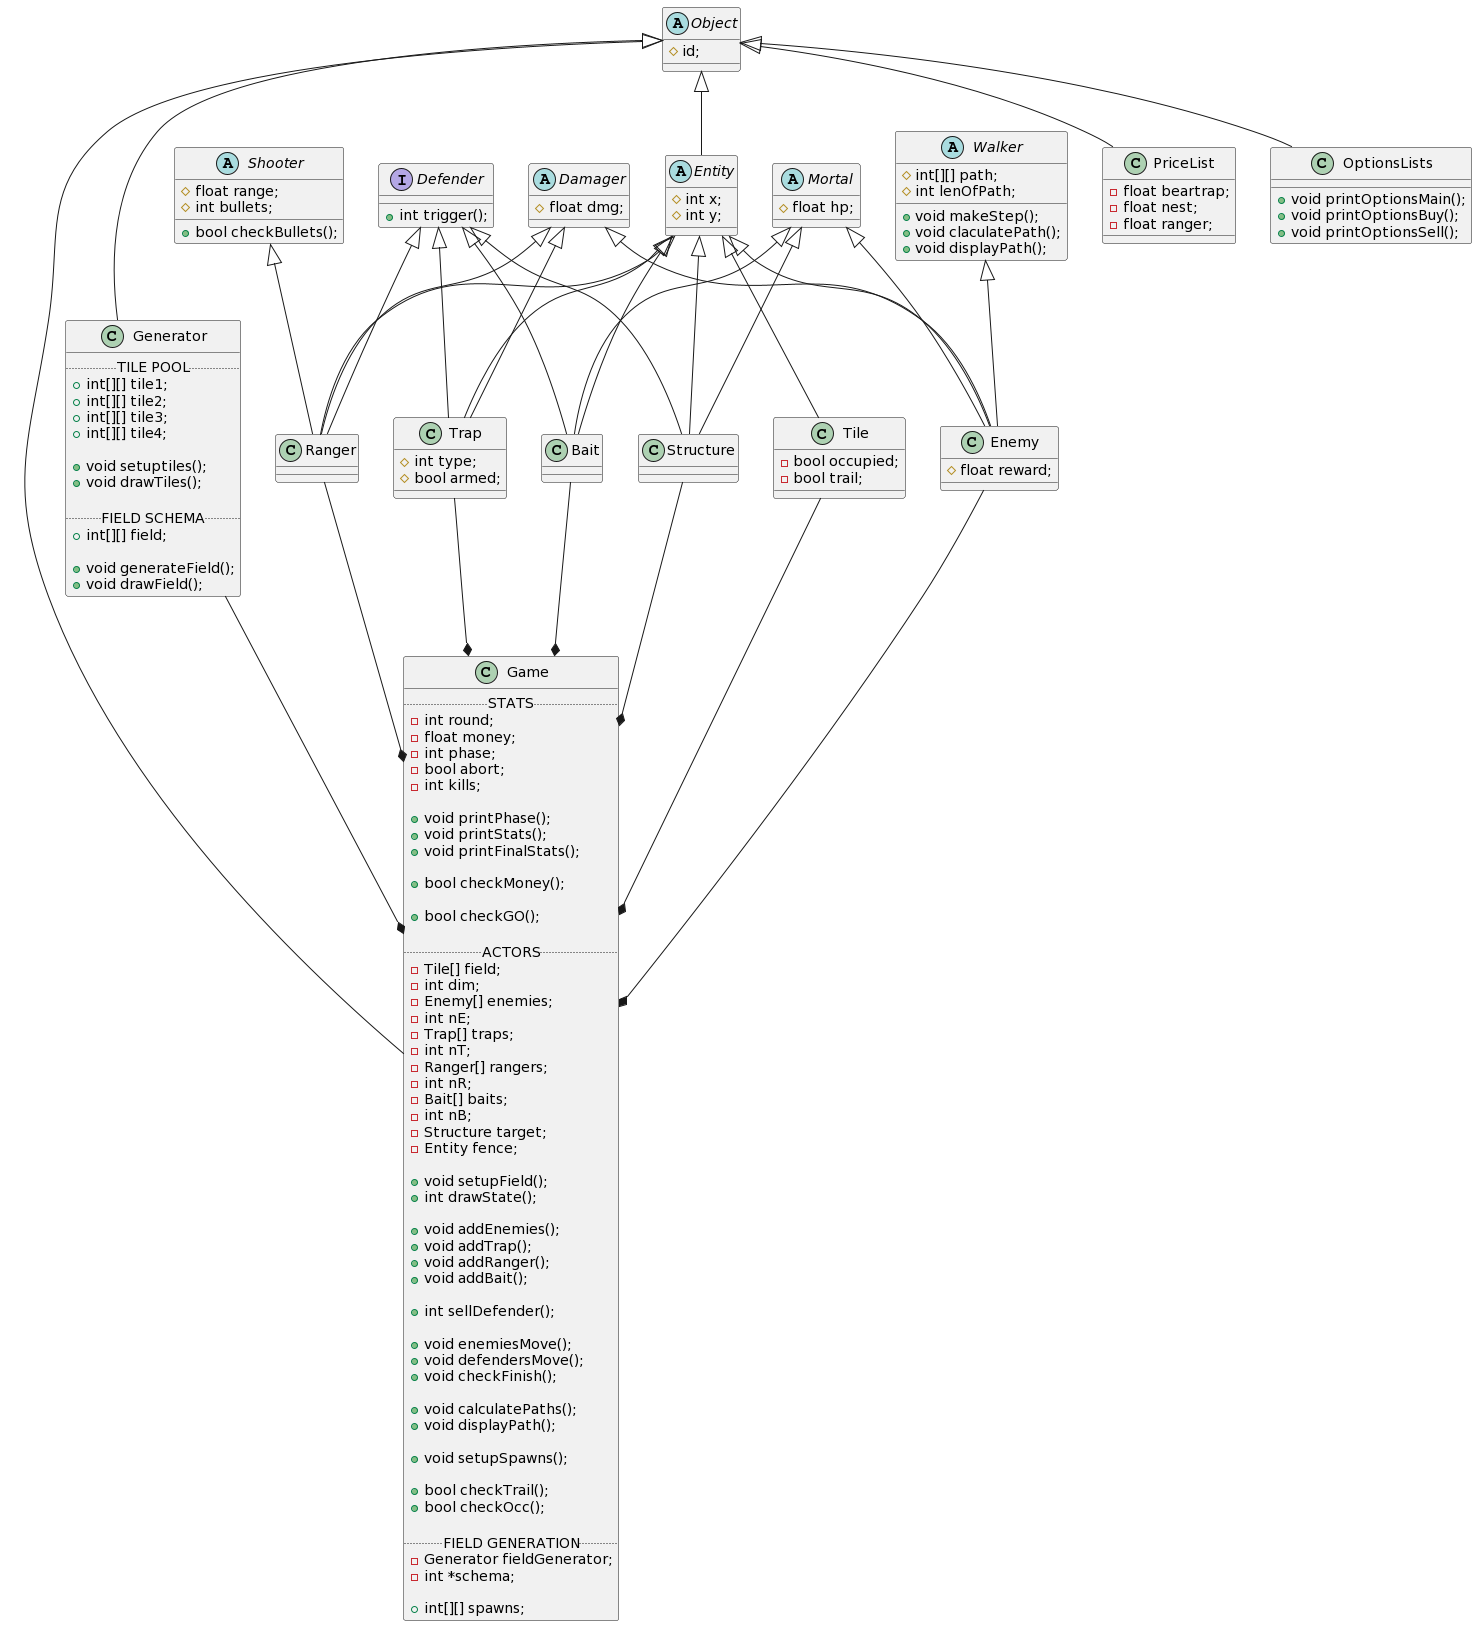 A Object
id;
A Shooter
float range;
int bullets;
bool checkBullets();
I Defender
int trigger();
A Damager
float dmg;
A Entity
int x;
int y;
A Mortal
float hp;
A Walker
int[][] path;
int lenOfPath;
void makeStep();
void claculatePath();
void displayPath();
C PriceList
float beartrap;
float nest;
float ranger;
C OptionsLists
void printOptionsMain();
void printOptionsBuy();
void printOptionsSell();
C Generator
TILE POOL
int[][] tile1;
int[][] tile2;
int[][] tile3;
int[][] tile4;
void setuptiles();
void drawTiles();
FIELD SCHEMA
int[][] field;
void generateField();
void drawField();
C Ranger
C Trap
int type;
bool armed;
C Bait
C Structure
C Tile
bool occupied;
bool trail;
C Enemy
float reward;
C Game
STATS
int round;
float money;
int phase;
bool abort;
int kills;
void printPhase();
void printStats();
void printFinalStats();
bool checkMoney();
bool checkGO();
ACTORS
Tile[] field;
int dim;
Enemy[] enemies;
int nE;
Trap[] traps;
int nT;
Ranger[] rangers;
int nR;
Bait[] baits;
int nB;
Structure target;
Entity fence;
void setupField();
int drawState();
void addEnemies();
void addTrap();
void addRanger();
void addBait();
int sellDefender();
void enemiesMove();
void defendersMove();
void checkFinish();
void calculatePaths();
void displayPath();
void setupSpawns();
bool checkTrail();
bool checkOcc();
FIELD GENERATION
Generator fieldGenerator;
int *schema;
int[][] spawns;